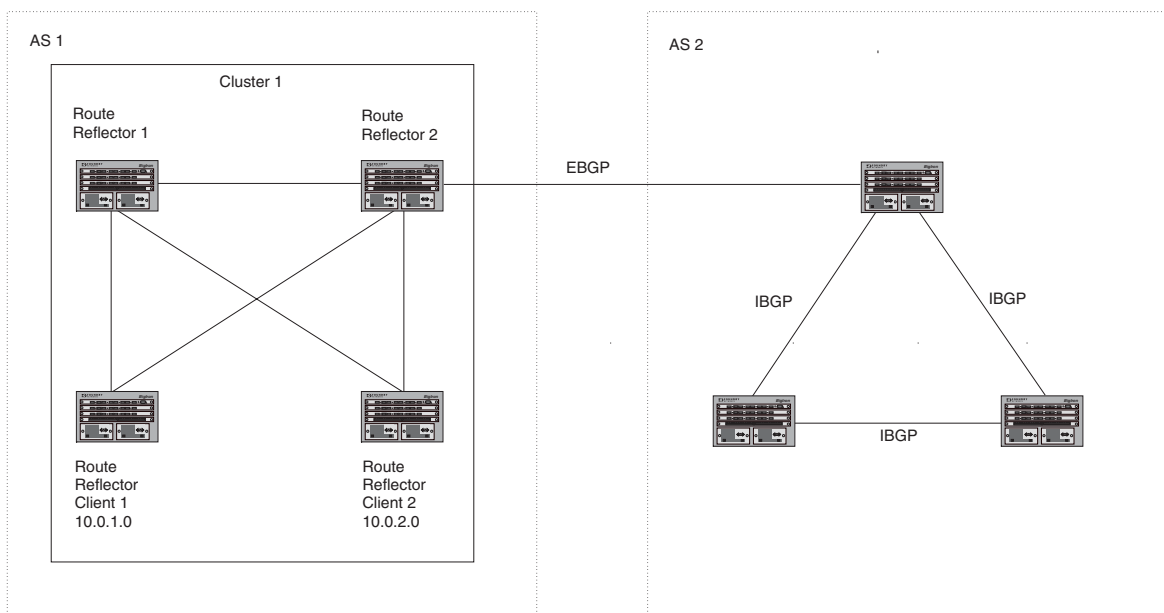 AS 1
AS 2
Cluster 1
Route
Reflector 1
Route
Reflector 2
EBGP
IBGP
IBGP
IBGP
Route
Reflector
Client 1
10.0.1.0
Route
Reflector
Client 2
10.0.2.0